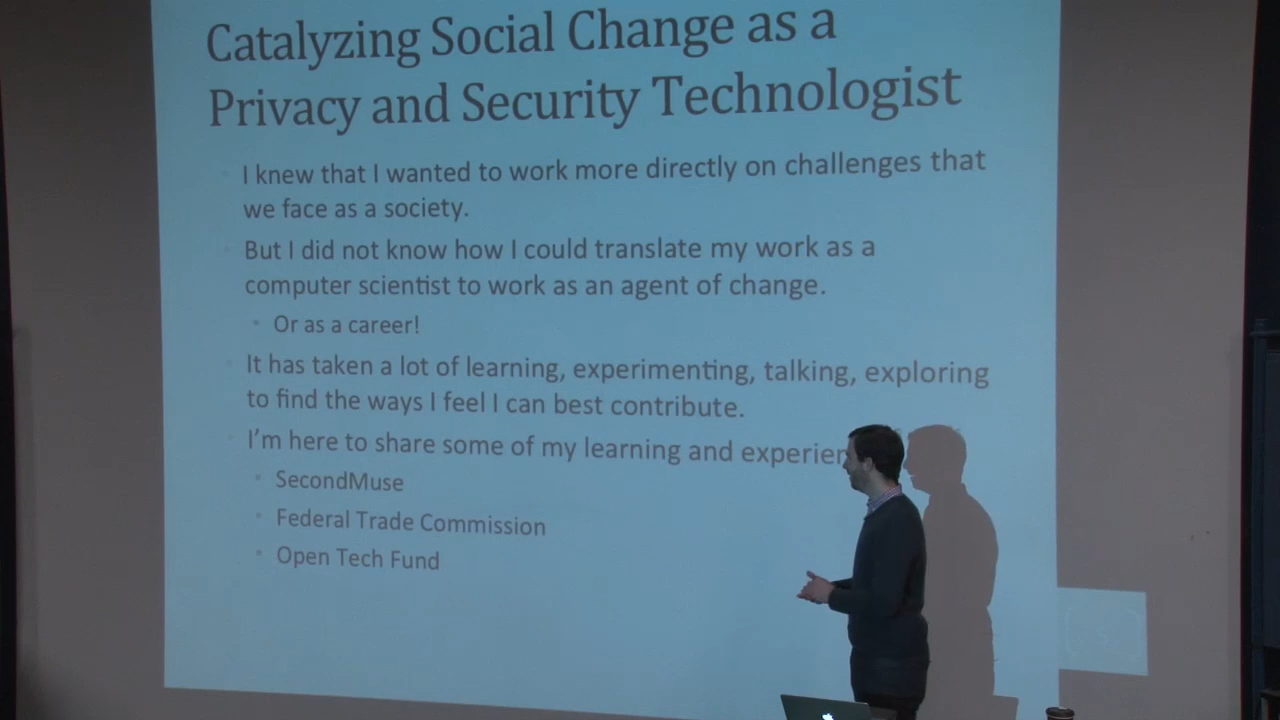 Catalyzing Social Change as a
Privacy and Security Technologist
I knew that I wanted to work more directly on challenges that
we face as a society.
But I did not know how I could translate my work as a
computer scientist to work as an agent of change.
Or as a career!
It has taken a lot of learning, experimenting, talking, exploring
to find the ways I feel I can best contribute.
I'm here to share some of my learning and experien
SecondMuse
Federal Trade Commission
Open Tech Fund